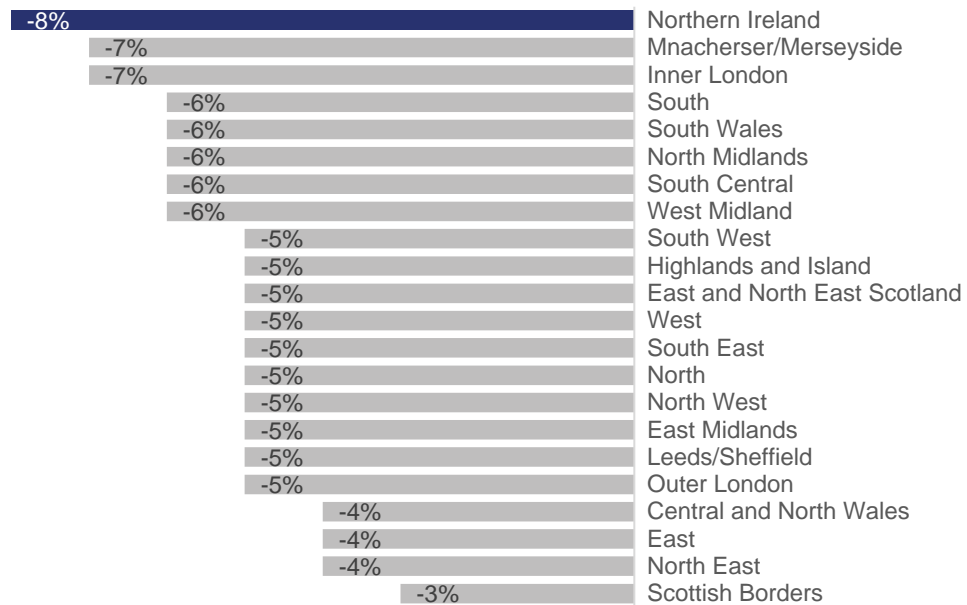 -8% Northern Ireland
-7% Mnacherser/Merseyside
-7% Inner London
-6% South
-6% South Wales
-6% North Midlands
-6% South Central
-6% West Midland
-5% South West
-5% Highlands and Island
-5% East and North East Scotland
-5% West
-5% South East
-5% North
-5% North West
-5% East Midlands
-5% Leeds/Sheffield
-5% Outer London
-4% Central and North Wales
-4% East
-4% North East
-3% Scottish Borders